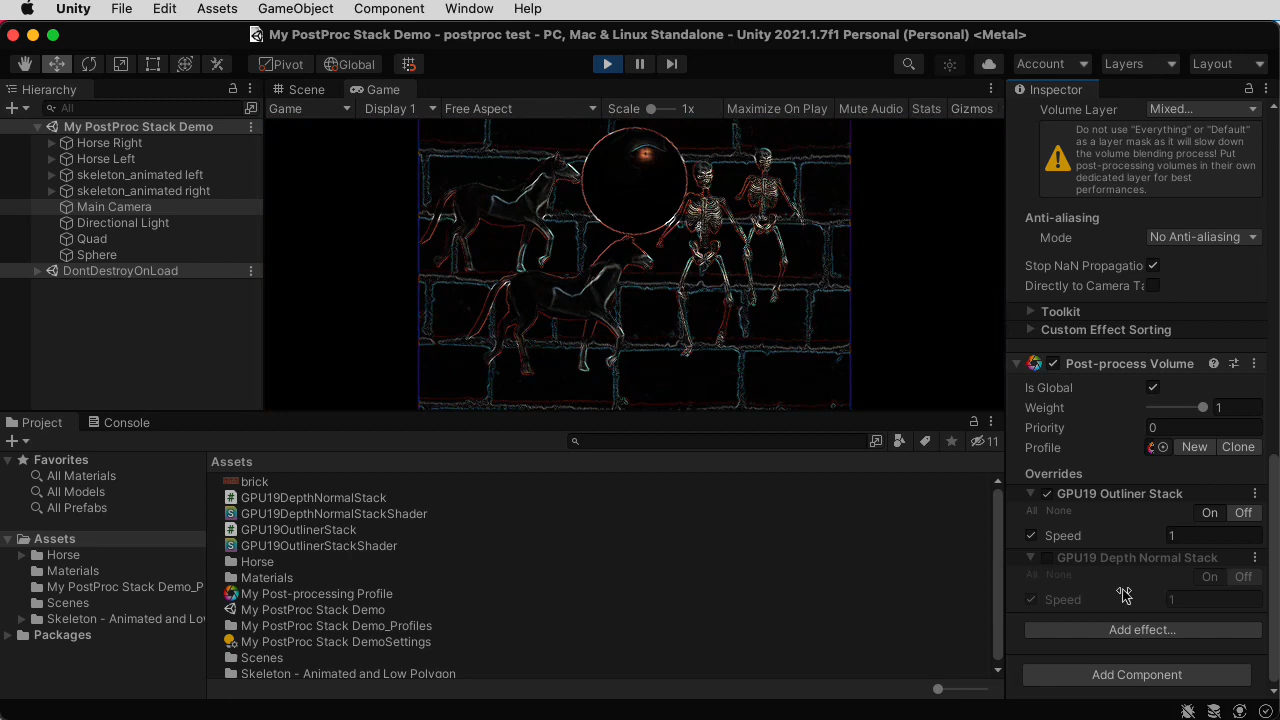 Unity File Edit Assets GameObject Component Window Help
My PostProc Stack Demo - postproc test - PC, Mac & Linux Standalone - Unity 2021.1.7f1 Personal (Personal) <Metal>
Pivot Global Account Layers Layout
Hierarchy
All
My PostProc Stack Demo
Horse Right
Horse Left
skeleton_animated left
skeleton_animated right
Main Camera
Directional Light
Quad
Sphere
DontDestroyOnLoad
Scene Game
Game Display 1 Free Aspect Scale 1x Maximize On Play Mute Audio Stats Gizmos
Inspector
Volume Layer Mixed...
Do not use "Everything" or "Default"
as a layer mask as it will slow down
the volume blending process! Put
post-processing volumes in their own
dedicated layer for best
performances.
Anti-aliasing
Mode No Anti-aliasing
Stop NaN Propagatio
Directly to Camera Ta
Toolkit
Custom Effect Sorting
Post-process Volume
Is Global
Weight 1
Priority 0
Profile New Clone
Overrides
GPU19 Outliner Stack
All None On Off
Speed 1
GPU19 Depth Normal Stack
All None On Off
Speed 1
Add effect...
Add Component
Project Console
11
Favorites
All Materials
All Models
All Prefabs
Assets
Horse
Materials
My PostProc Stack Demo_P
Scenes
Skeleton - Animated and Lov
Packages
Assets
brick
GPU19DepthNormalStack
GPU19DepthNormalStackShader
GPU19OutlinerStack
GPU19OutlinerStackShader
Horse
Materials
My Post-processing Profile
My PostProc Stack Demo
My PostProc Stack Demo_Profiles
My PostProc Stack DemoSettings
Scenes
Skeleton - Animated and Low Polygon